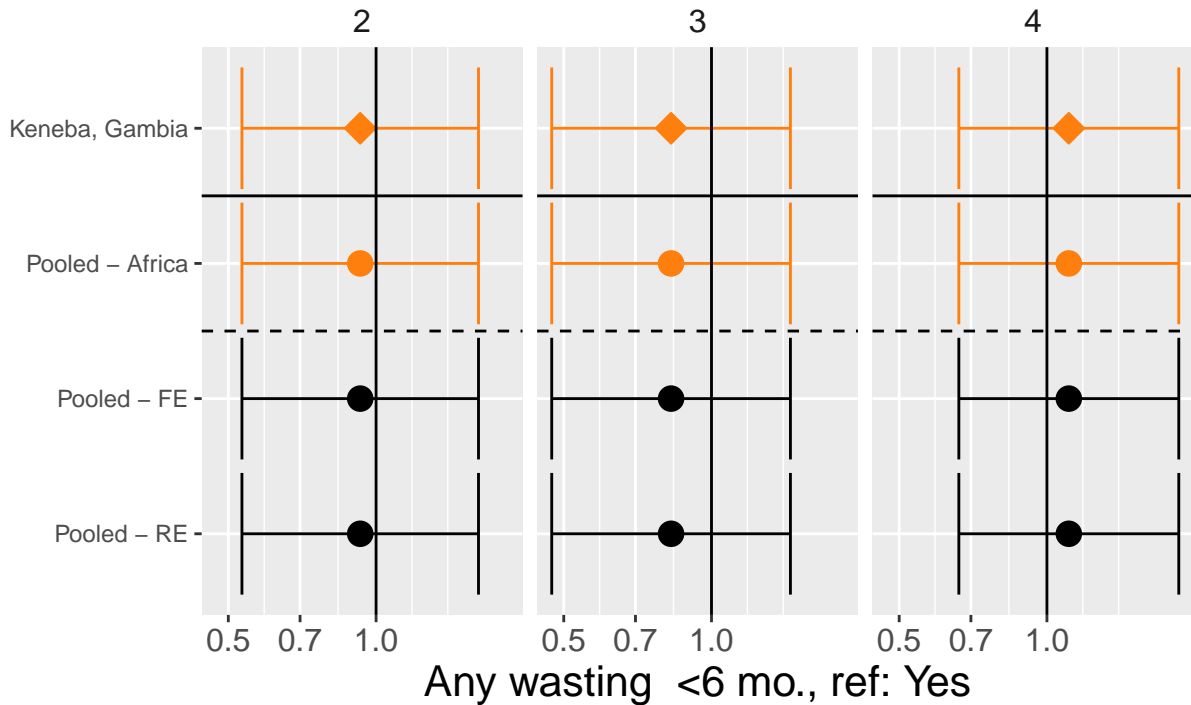 2 3 4
Keneba, Gambia
Pooled − Africa
Pooled − FE
Pooled − RE
0.5 0.7 1.0 0.5 0.7 1.0 0.5 0.7 1.0
Any wasting  <6 mo., ref: Yes